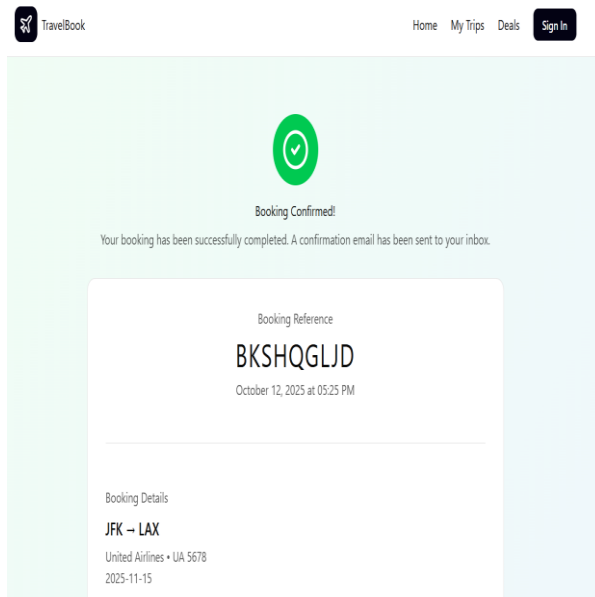 TravelBook
Home My Trips Deals Sign In
Booking Confirmed!
Your booking has been successfully completed. A confirmation email has been sent to your inbox.
Booking Reference
BKSHQGLJD
October 12, 2025 at 05:25 PM
Booking Details
JFK → LAX
United Airlines • UA 5678
2025-11-15